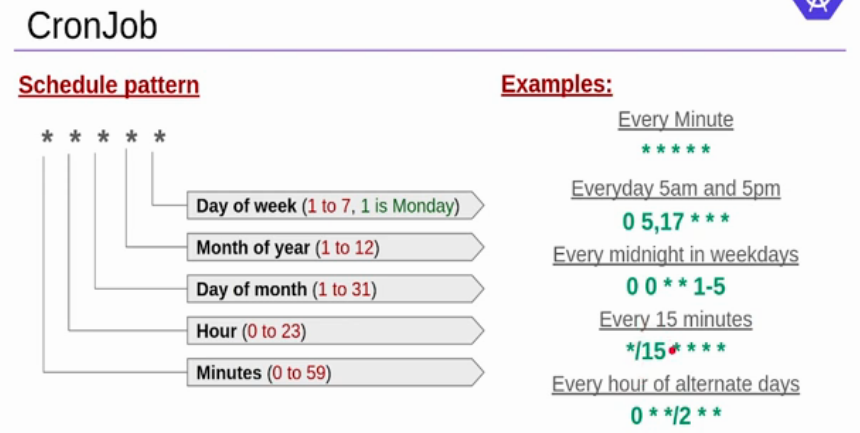 CronJob
Schedule pattern
* * * * *
Day of week (1 to 7, 1 is Monday)
Month of year (1 to 12)
Day of month (1 to 31)
Hour (0 to 23)
Minutes (0 to 59)
Examples:
Every Minute
* * * * *
Everyday 5am and 5pm
0 5,17 * * *
Every midnight in weekdays
0 0 * * 1-5
Every 15 minutes
*/15 * * * *
Every hour of alternate days
0 * */2 * *